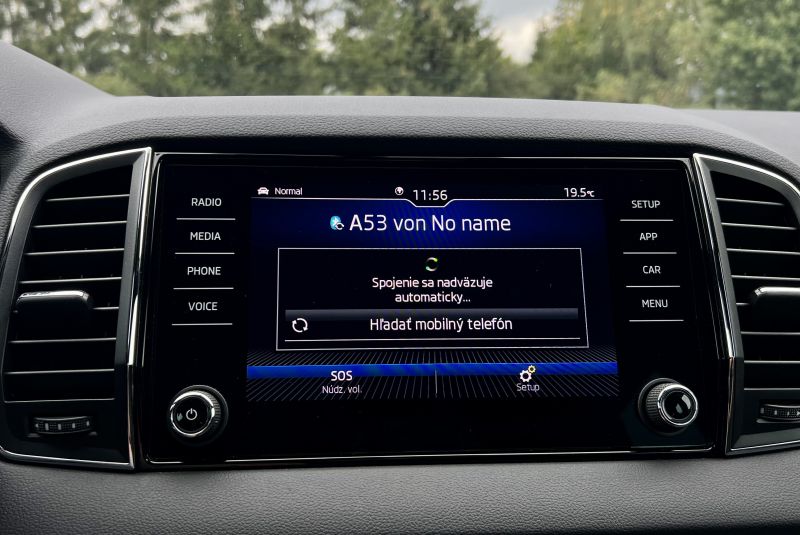 RADIO
MEDIA
PHONE
VOICE
Normal
11:56
19.5°C
A53 von No name
Spojenie sa nadväzuje
automaticky...
Hľadať mobilný telefón
SOS
Núdz. vol.
Setup
SETUP
APP
CAR
MENU